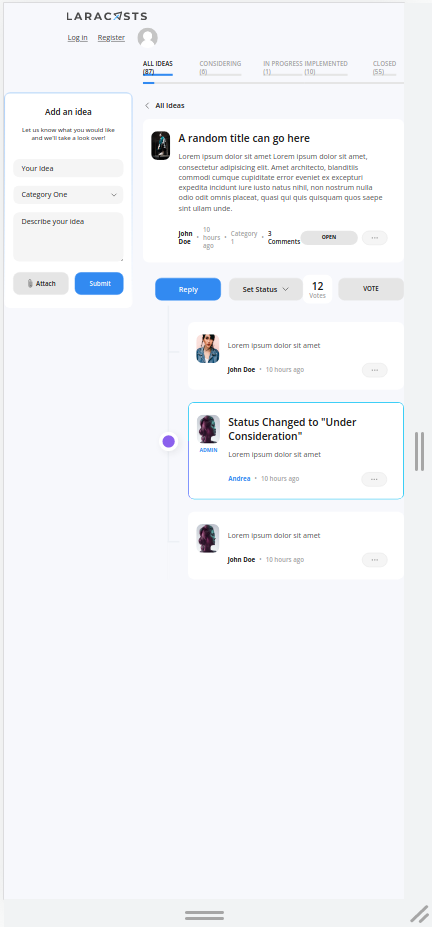 LARACASTS
Log in Register
ALL IDEAS (87)
CONSIDERING (6)
IN PROGRESS (1)
IMPLEMENTED (10)
CLOSED (55)
Add an idea
Let us know what you would like
and we'll take a look over!
Your Idea
Category One
Describe your idea
Attach
Submit
All Ideas
A random title can go here
Lorem ipsum dolor sit amet Lorem ipsum dolor sit amet,
consectetur adipisicing elit. Amet architecto, blanditiis
commodi cumque cupiditate error eveniet ex excepturi
expedita incidunt iure iusto natus nihil, non nostrum nulla
odio odit omnis placeat, quasi qui quis quisquam quos saepe
sint ullam unde.
John Doe • 10 hours ago • Category 1 • 3 Comments
OPEN
Reply
Set Status
12
Votes
VOTE
Lorem ipsum dolor sit amet
John Doe • 10 hours ago
Status Changed to "Under
Consideration"
ADMIN
Lorem ipsum dolor sit amet
Andrea • 10 hours ago
Lorem ipsum dolor sit amet
John Doe • 10 hours ago